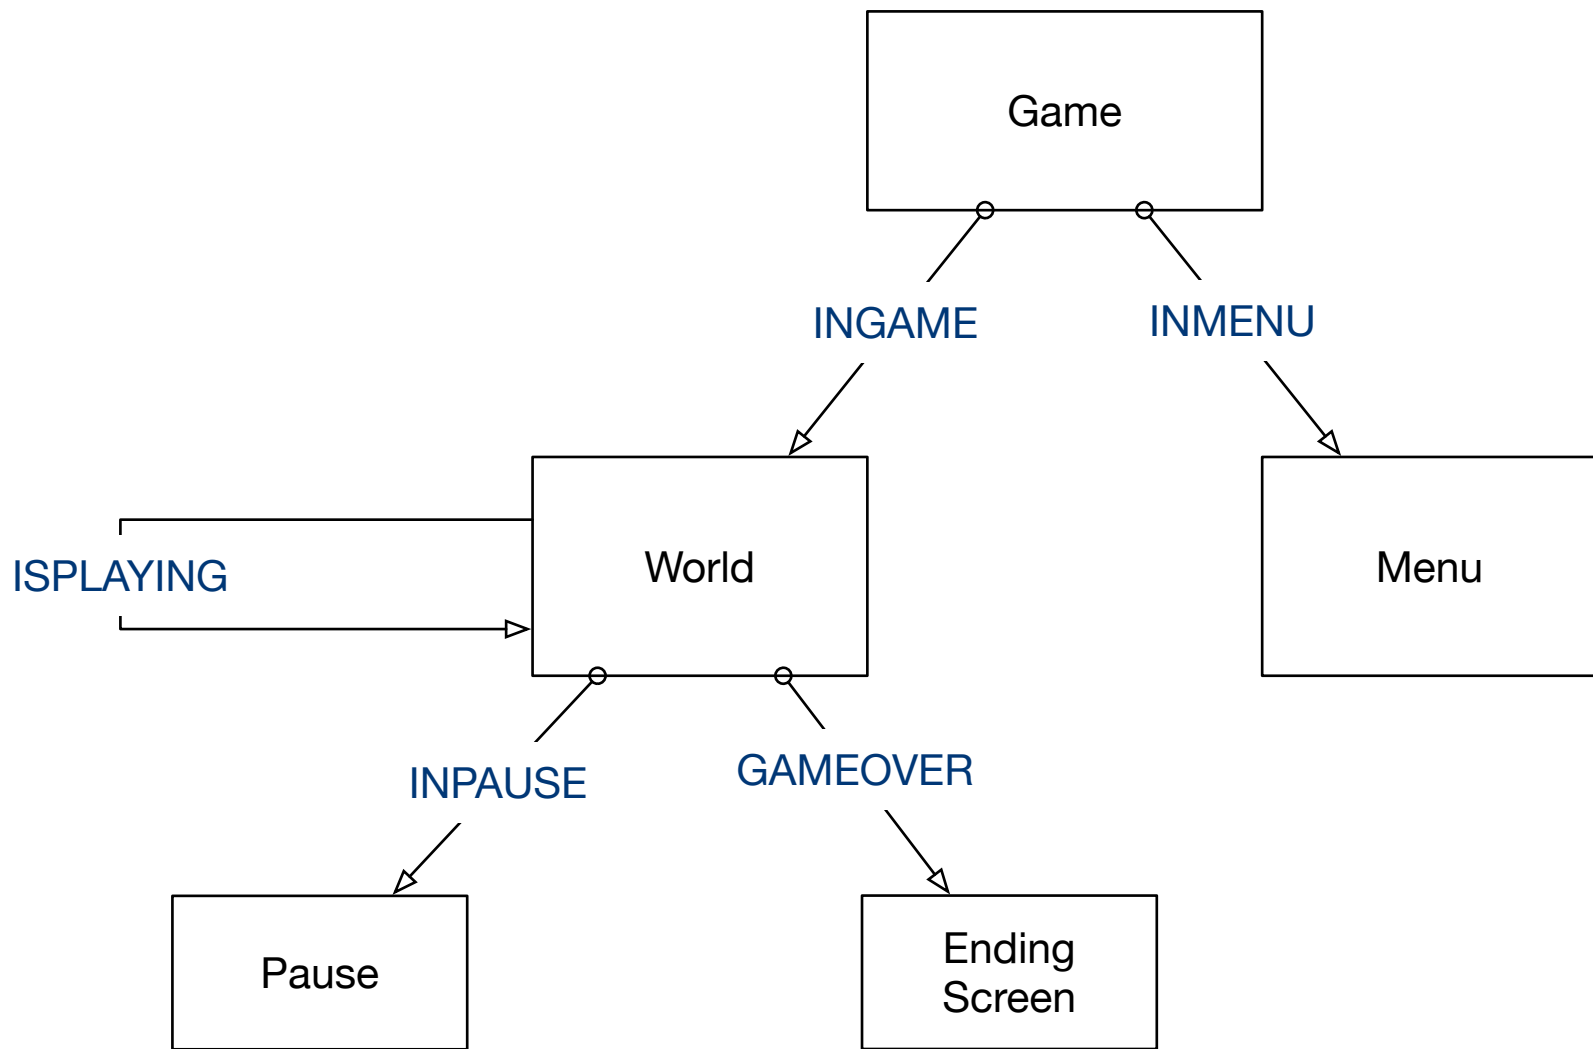 Game
INGAME
INMENU
World
Menu
ISPLAYING
INPAUSE
GAMEOVER
Pause
Ending
Screen